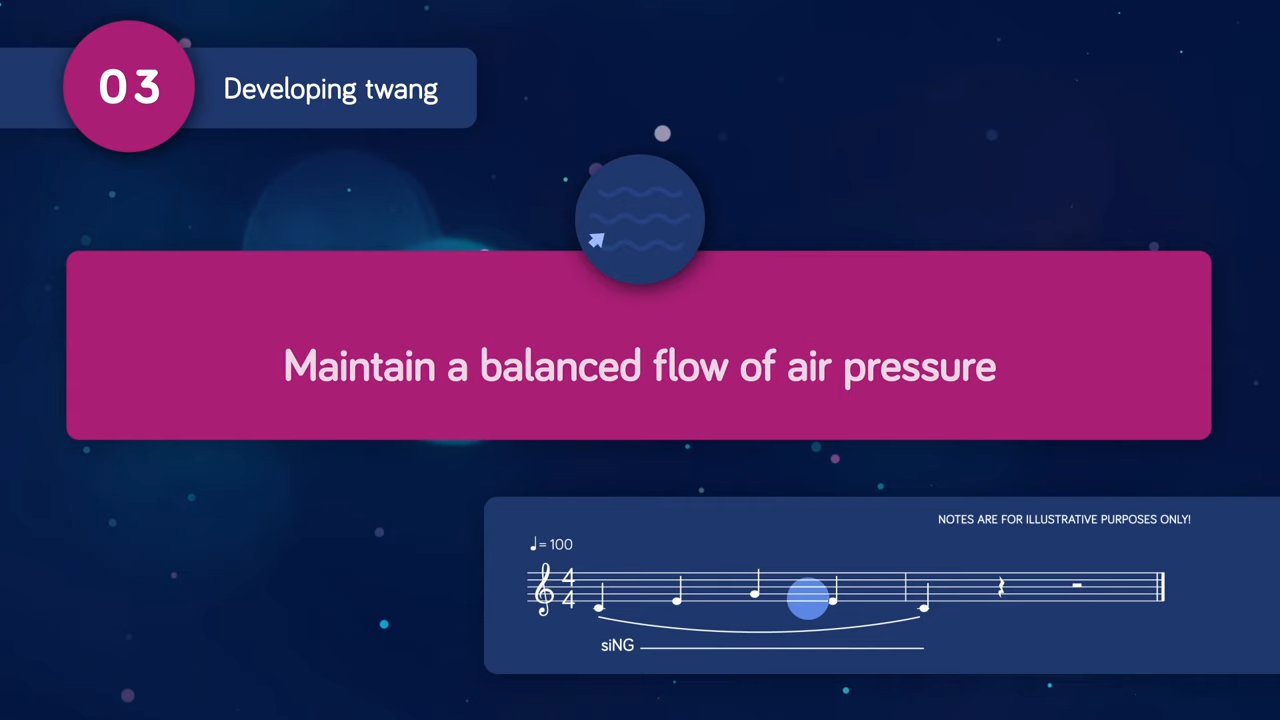 03
Developing twang
Maintain a balanced flow of air pressure
NOTES ARE FOR ILLUSTRATIVE PURPOSES ONLY!
♩= 100
4
4
siNG